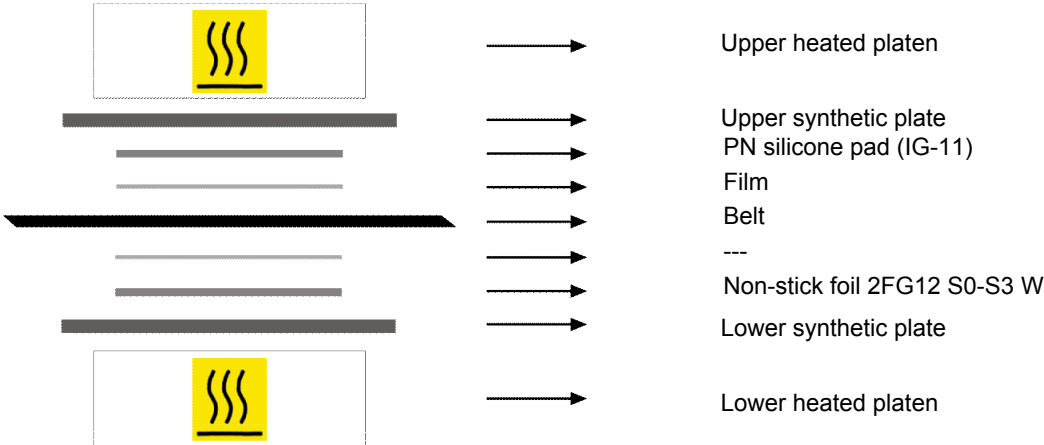 Upper heated platen
Upper synthetic plate
PN silicone pad (IG-11)
Film
Belt
---
Non-stick foil 2FG12 S0-S3 W
Lower synthetic plate
Lower heated platen